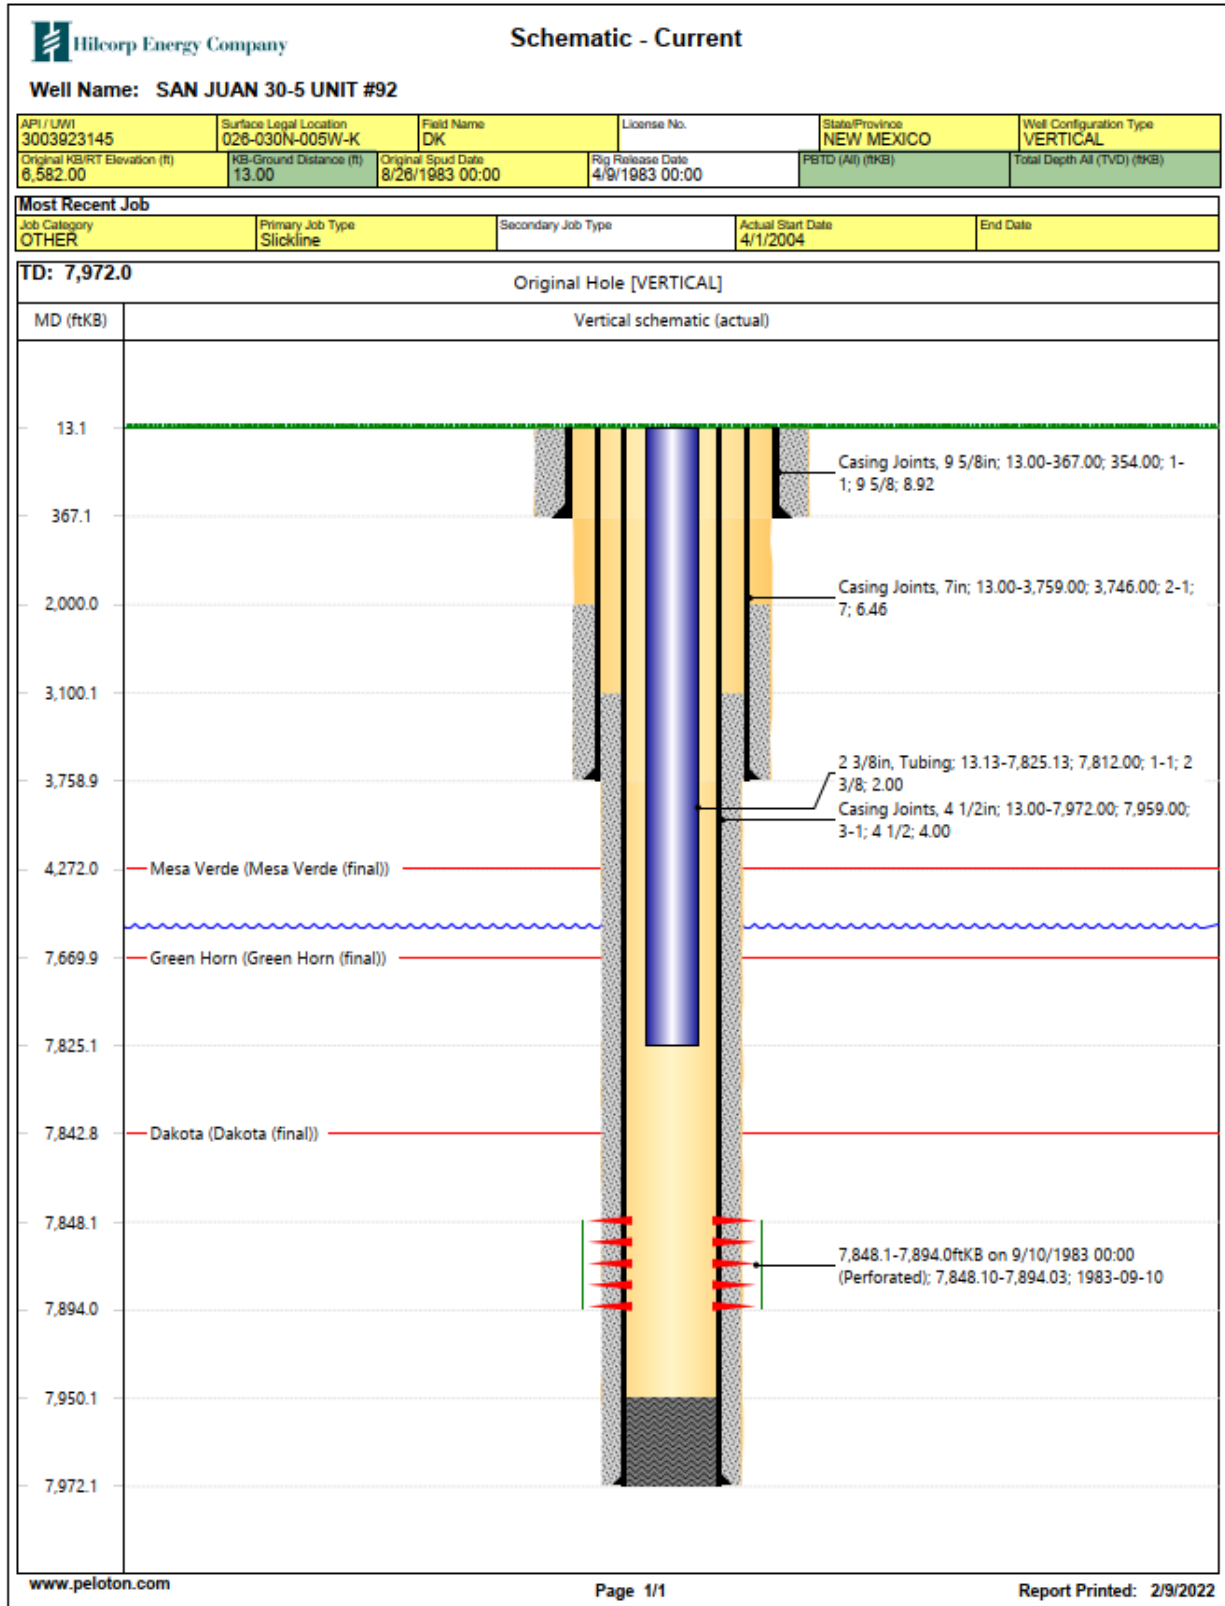 Hilcorp Energy Company
Schematic - Current
Well Name: SAN JUAN 30-5 UNIT #92
API / UWI Surface Legal Location Field Name License No. State/Province Well Configuration Type
3003923145 026-030N-005W-K DK NEW MEXICO VERTICAL
Original KB/RT Elevation (ft) KB-Ground Distance (ft) Original Spud Date Rig Release Date PBTD (All) (ftKB) Total Depth All (TVD) (ftKB)
6,582.00 13.00 8/26/1983 00:00 4/9/1983 00:00
Most Recent Job
Job Category Primary Job Type Secondary Job Type Actual Start Date End Date
OTHER Slickline 4/1/2004
TD: 7,972.0
Original Hole [VERTICAL]
MD (ftKB) Vertical schematic (actual)
13.1
Casing Joints, 9 5/8in; 13.00-367.00; 354.00; 1-
1; 9 5/8; 8.92
367.1
Casing Joints, 7in; 13.00-3,759.00; 3,746.00; 2-1;
7; 6.46
2,000.0
3,100.1
2 3/8in, Tubing; 13.13-7,825.13; 7,812.00; 1-1; 2
3/8; 2.00
3,758.9
Casing Joints, 4 1/2in; 13.00-7,972.00; 7,959.00;
3-1; 4 1/2; 4.00
4,272.0 Mesa Verde (Mesa Verde (final))
7,669.9 Green Horn (Green Horn (final))
7,825.1
7,842.8 Dakota (Dakota (final))
7,848.1
7,848.1-7,894.0ftKB on 9/10/1983 00:00
(Perforated); 7,848.10-7,894.03; 1983-09-10
7,894.0
7,950.1
7,972.1
www.peloton.com Page 1/1 Report Printed: 2/9/2022